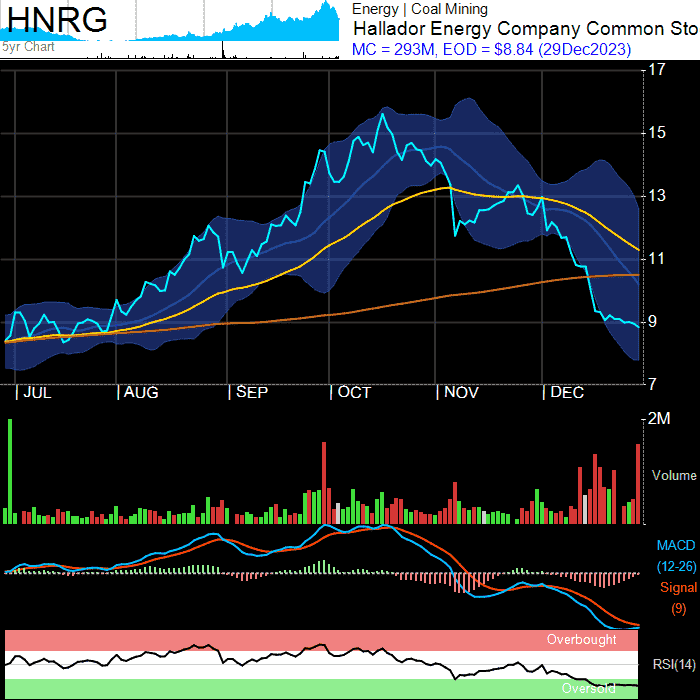 HNRG
5yr Chart
Energy | Coal Mining
Hallador Energy Company Common Sto
MC = 293M, EOD = $8.84 (29Dec2023)
17
15
13
11
9
7
JUL
AUG
SEP
OCT
NOV
DEC
2M
Volume
MACD
(12-26)
Signal
(9)
Overbought
RSI(14)
Oversold